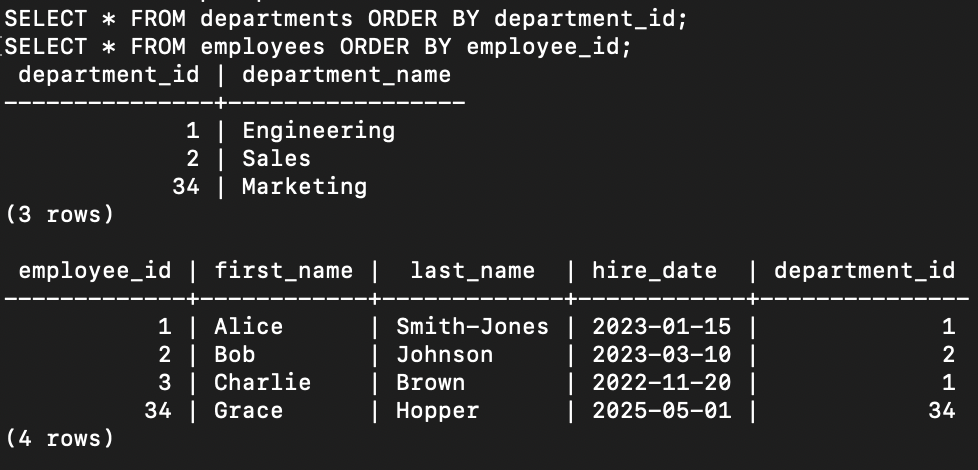 SELECT * FROM departments ORDER BY department_id;
SELECT * FROM employees ORDER BY employee_id;
 department_id | department_name
---------------+-----------------
             1 | Engineering
             2 | Sales
            34 | Marketing
(3 rows)

 employee_id | first_name |  last_name  | hire_date  | department_id
-------------+------------+-------------+------------+---------------
           1 | Alice      | Smith-Jones | 2023-01-15 |             1
           2 | Bob        | Johnson     | 2023-03-10 |             2
           3 | Charlie    | Brown       | 2022-11-20 |             1
          34 | Grace      | Hopper      | 2025-05-01 |            34
(4 rows)